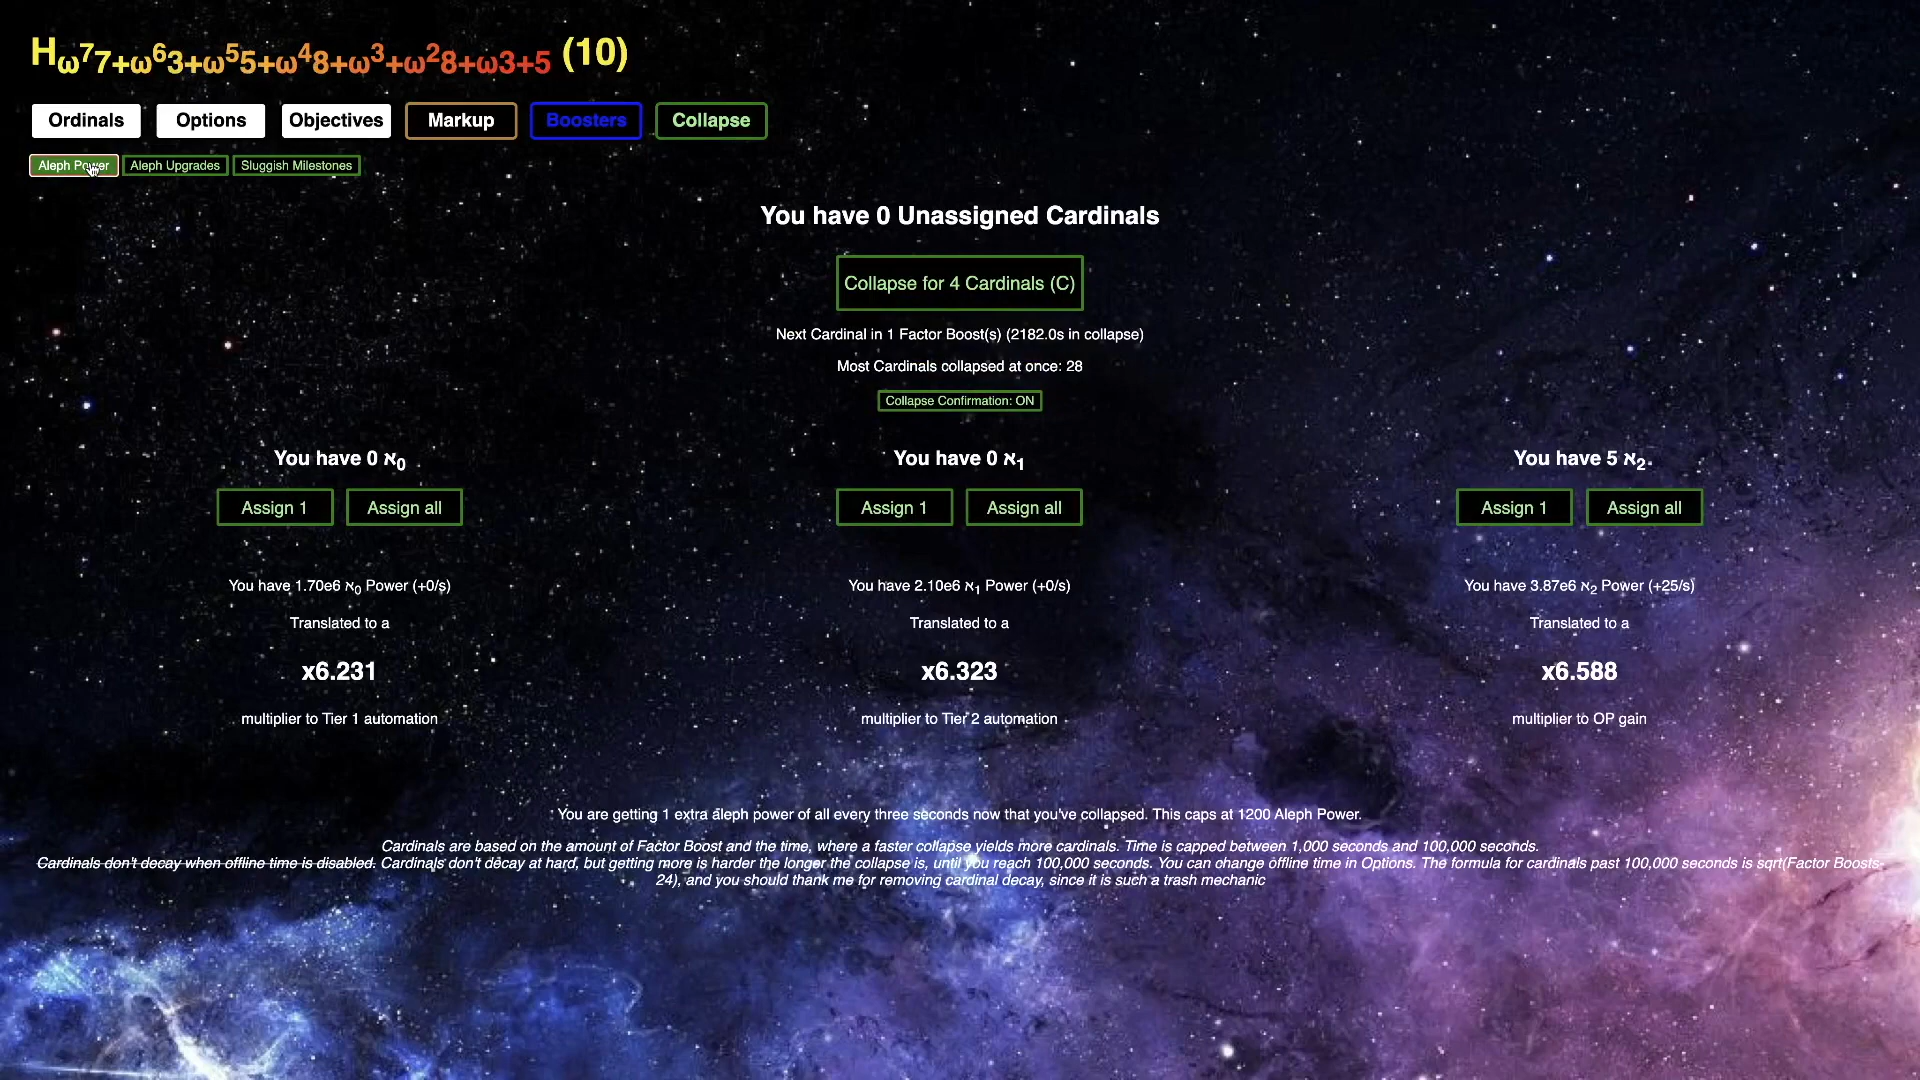 Hω⁷7+ω⁶3+ω⁵5+ω⁴8+ω³+ω²8+ω3+5 (10)
Ordinals Options Objectives Markup Boosters Collapse
Aleph Power Aleph Upgrades Sluggish Milestones
You have 0 Unassigned Cardinals
Collapse for 4 Cardinals (C)
Next Cardinal in 1 Factor Boost(s) (2182.0s in collapse)
Most Cardinals collapsed at once: 28
Collapse Confirmation: ON
You have 0 ℵ₀ You have 0 ℵ₁ You have 5 ℵ₂
Assign 1 Assign all Assign 1 Assign all Assign 1 Assign all
You have 1.70e6 ℵ₀ Power (+0/s) You have 2.10e6 ℵ₁ Power (+0/s) You have 3.87e6 ℵ₂ Power (+25/s)
Translated to a Translated to a Translated to a
x6.231 x6.323 x6.588
multiplier to Tier 1 automation multiplier to Tier 2 automation multiplier to OP gain
You are getting 1 extra aleph power of all every three seconds now that you've collapsed. This caps at 1200 Aleph Power.
Cardinals are based on the amount of Factor Boost and the time, where a faster collapse yields more cardinals. Time is capped between 1,000 seconds and 100,000 seconds.
Cardinals don't decay when offline time is disabled. Cardinals don't decay at hard, but getting more is harder the longer the collapse is, until you reach 100,000 seconds. You can change offline time in Options. The formula for cardinals past 100,000 seconds is sqrt(Factor Boosts-
24), and you should thank me for removing cardinal decay, since it is such a trash mechanic